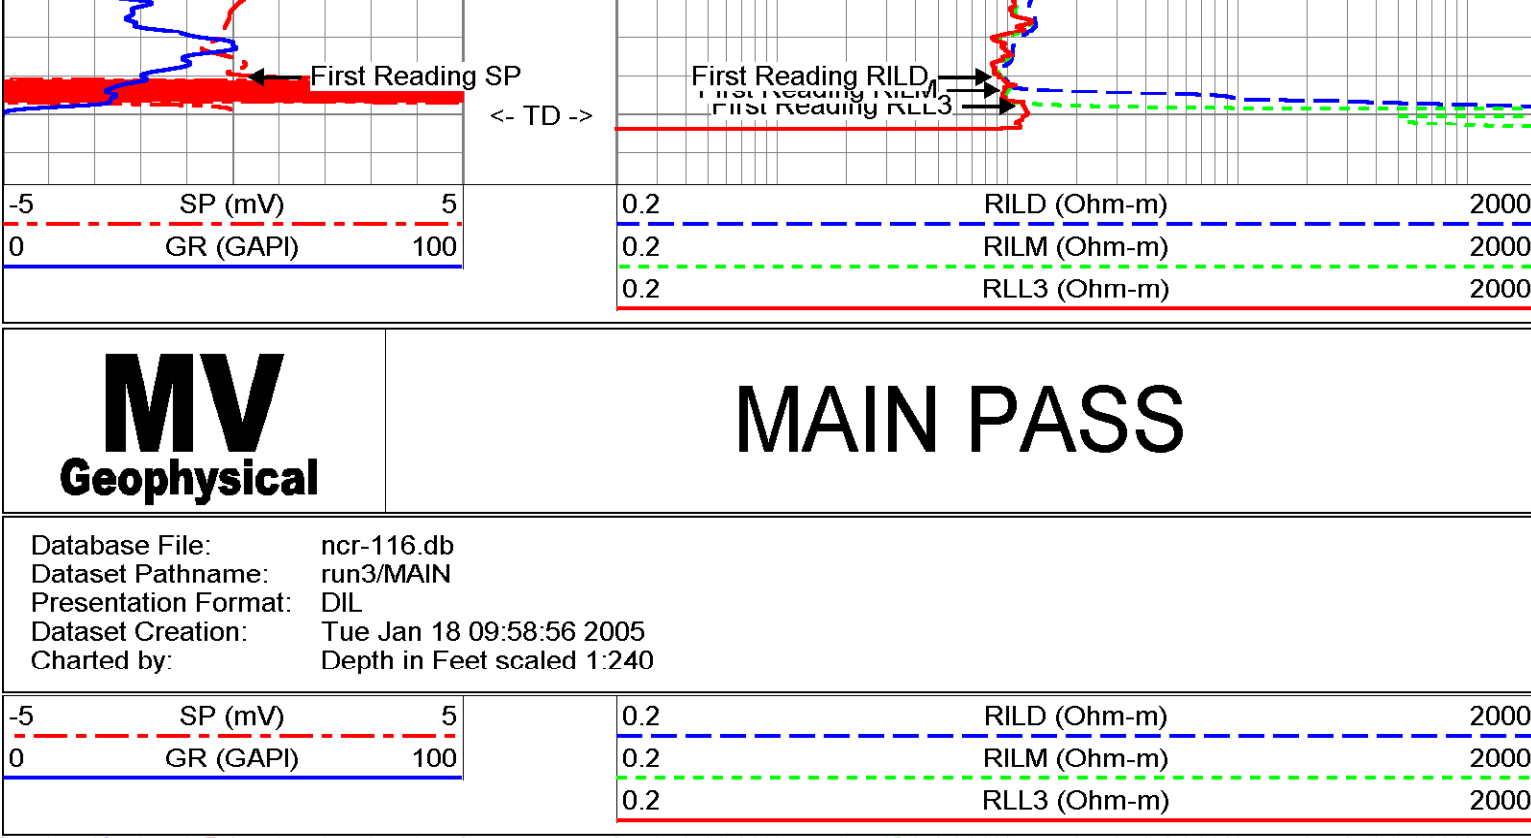 First Reading SP
First Reading RILD
First Reading RILM
First Reading RLL3
<- TD ->
-5 SP (mV) 5
0 GR (GAPI) 100
0.2 RILD (Ohm-m) 2000
0.2 RILM (Ohm-m) 2000
0.2 RLL3 (Ohm-m) 2000
MV
Geophysical
MAIN PASS
Database File: ncr-116.db
Dataset Pathname: run3/MAIN
Presentation Format: DIL
Dataset Creation: Tue Jan 18 09:58:56 2005
Charted by: Depth in Feet scaled 1:240
-5 SP (mV) 5
0 GR (GAPI) 100
0.2 RILD (Ohm-m) 2000
0.2 RILM (Ohm-m) 2000
0.2 RLL3 (Ohm-m) 2000